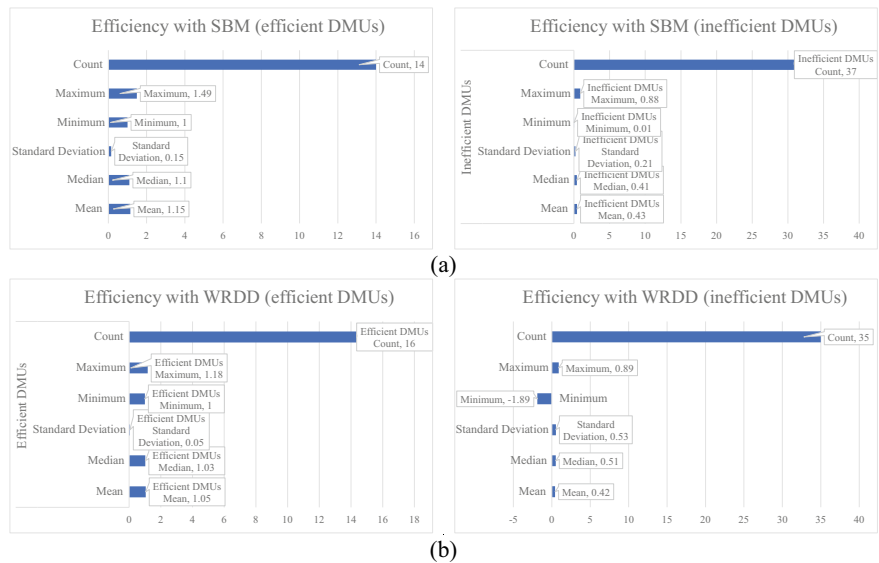 Efficiency with SBM (efficient DMUs)
Count
Count, 14
Maximum
Maximum, 1.49
Minimum
Minimum, 1
Standard Deviation
Standard
Deviation, 0.15
Median
Median, 1.1
Mean
Mean, 1.15
0 2 4 6 8 10 12 14 16
Efficiency with SBM (inefficient DMUs)
Inefficient DMUs
Count
Inefficient DMUs
Count, 37
Maximum
Inefficient DMUs
Maximum, 0.88
Minimum
Inefficient DMUs
Minimum, 0.01
Standard Deviation
Inefficient DMUs
Standard
Deviation, 0.21
Median
Inefficient DMUs
Median, 0.41
Mean
Inefficient DMUs
Mean, 0.43
0 5 10 15 20 25 30 35 40
(a)
Efficiency with WRDD (efficient DMUs)
Efficient DMUs
Count
Efficient DMUs
Count, 16
Maximum
Efficient DMUs
Maximum, 1.18
Minimum
Efficient DMUs
Minimum, 1
Standard Deviation
Efficient DMUs
Standard
Deviation, 0.05
Median
Efficient DMUs
Median, 1.03
Mean
Efficient DMUs
Mean, 1.05
0 2 4 6 8 10 12 14 16 18
Efficiency with WRDD (inefficient DMUs)
Count
Count, 35
Maximum
Maximum, 0.89
Minimum, -1.89
Minimum
Standard Deviation
Standard
Deviation, 0.53
Median
Median, 0.51
Mean
Mean, 0.42
-5 0 5 10 15 20 25 30 35 40
(b)